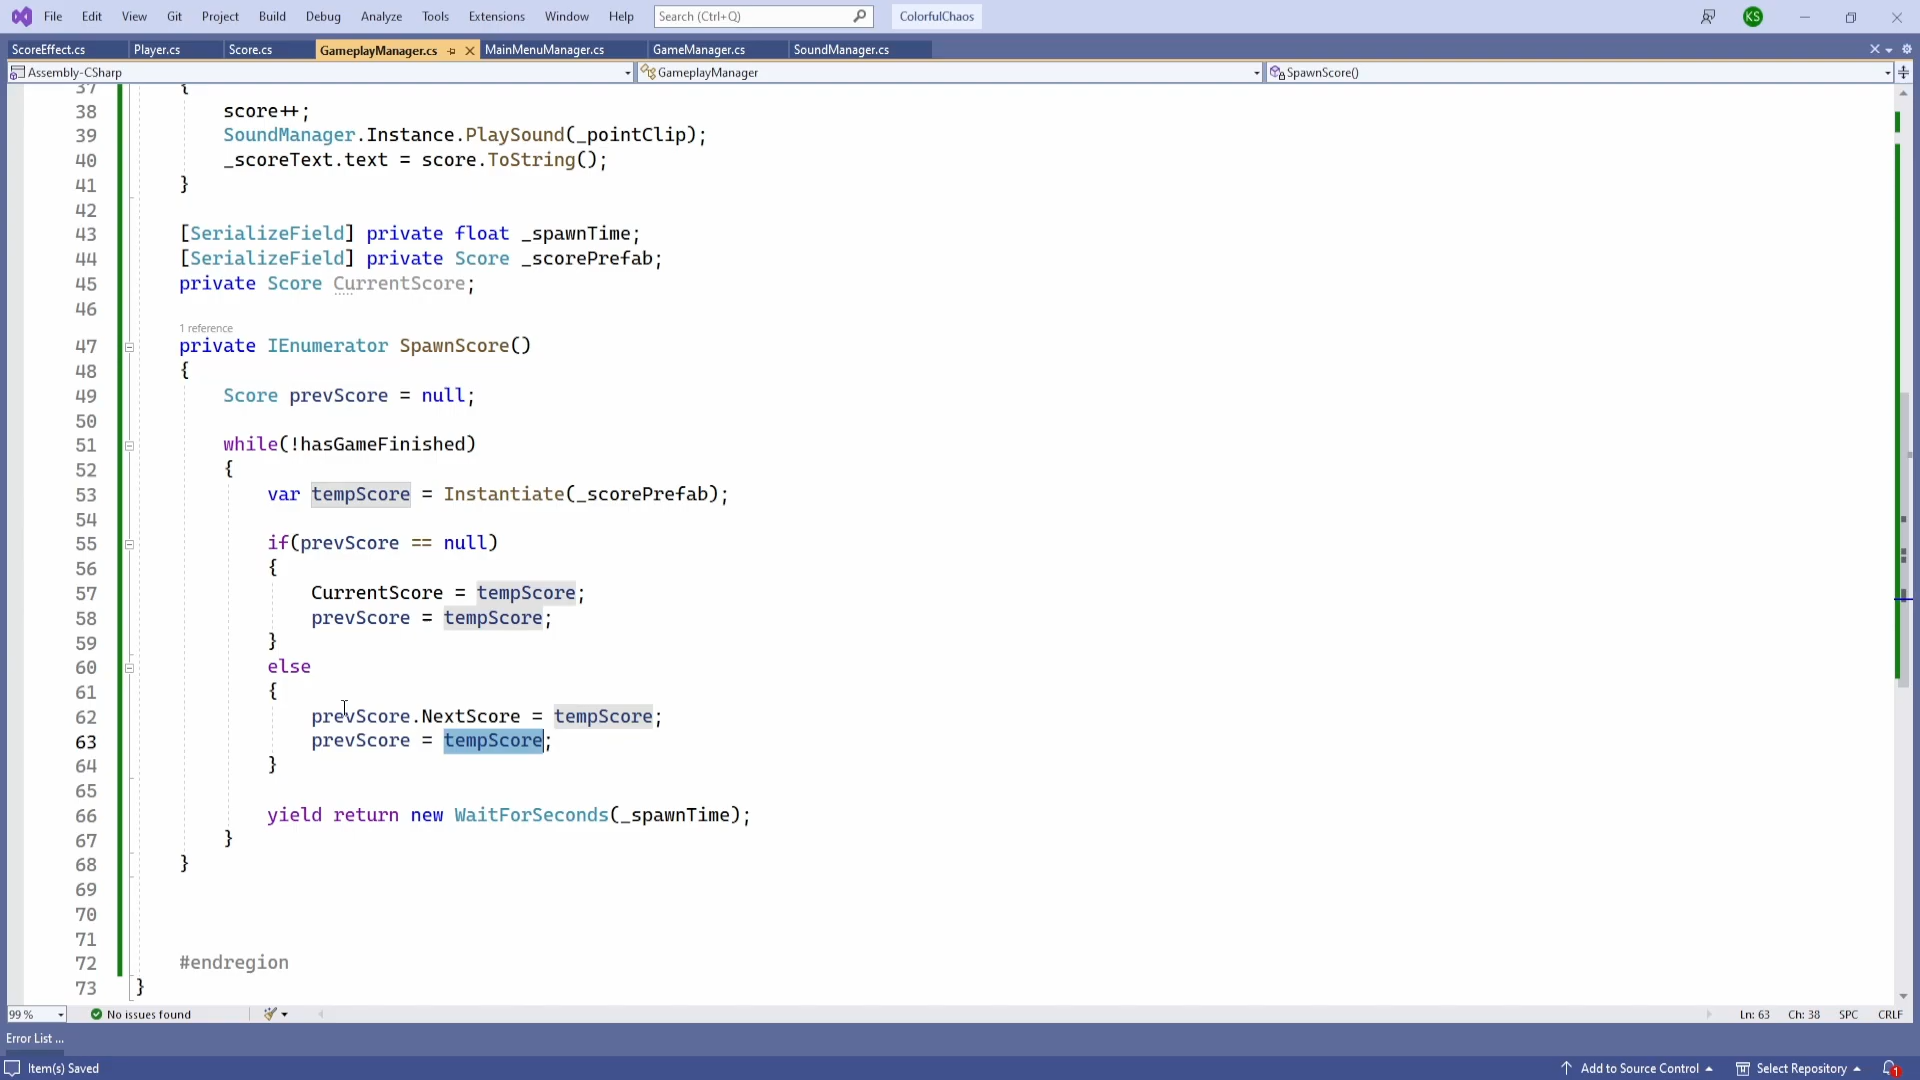 File Edit View Git Project Build Debug Analyze Tools Extensions Window Help Search (Ctrl+Q) ColorfulChaos KS
ScoreEffect.cs Player.cs Score.cs GameplayManager.cs MainMenuManager.cs GameManager.cs SoundManager.cs
Assembly-CSharp GameplayManager SpawnScore()
37 {
38 score++;
39 SoundManager.Instance.PlaySound(_pointClip);
40 _scoreText.text = score.ToString();
41 }
42
43 [SerializeField] private float _spawnTime;
44 [SerializeField] private Score _scorePrefab;
45 private Score CurrentScore;
46
1 reference
47 private IEnumerator SpawnScore()
48 {
49 Score prevScore = null;
50
51 while(!hasGameFinished)
52 {
53 var tempScore = Instantiate(_scorePrefab);
54
55 if(prevScore == null)
56 {
57 CurrentScore = tempScore;
58 prevScore = tempScore;
59 }
60 else
61 {
62 prevScore.NextScore = tempScore;
63 prevScore = tempScore;
64 }
65
66 yield return new WaitForSeconds(_spawnTime);
67 }
68 }
69
70
71
72 #endregion
73 }
99 % No issues found Ln: 63 Ch: 38 SPC CRLF
Error List ...
Item(s) Saved Add to Source Control Select Repository 1